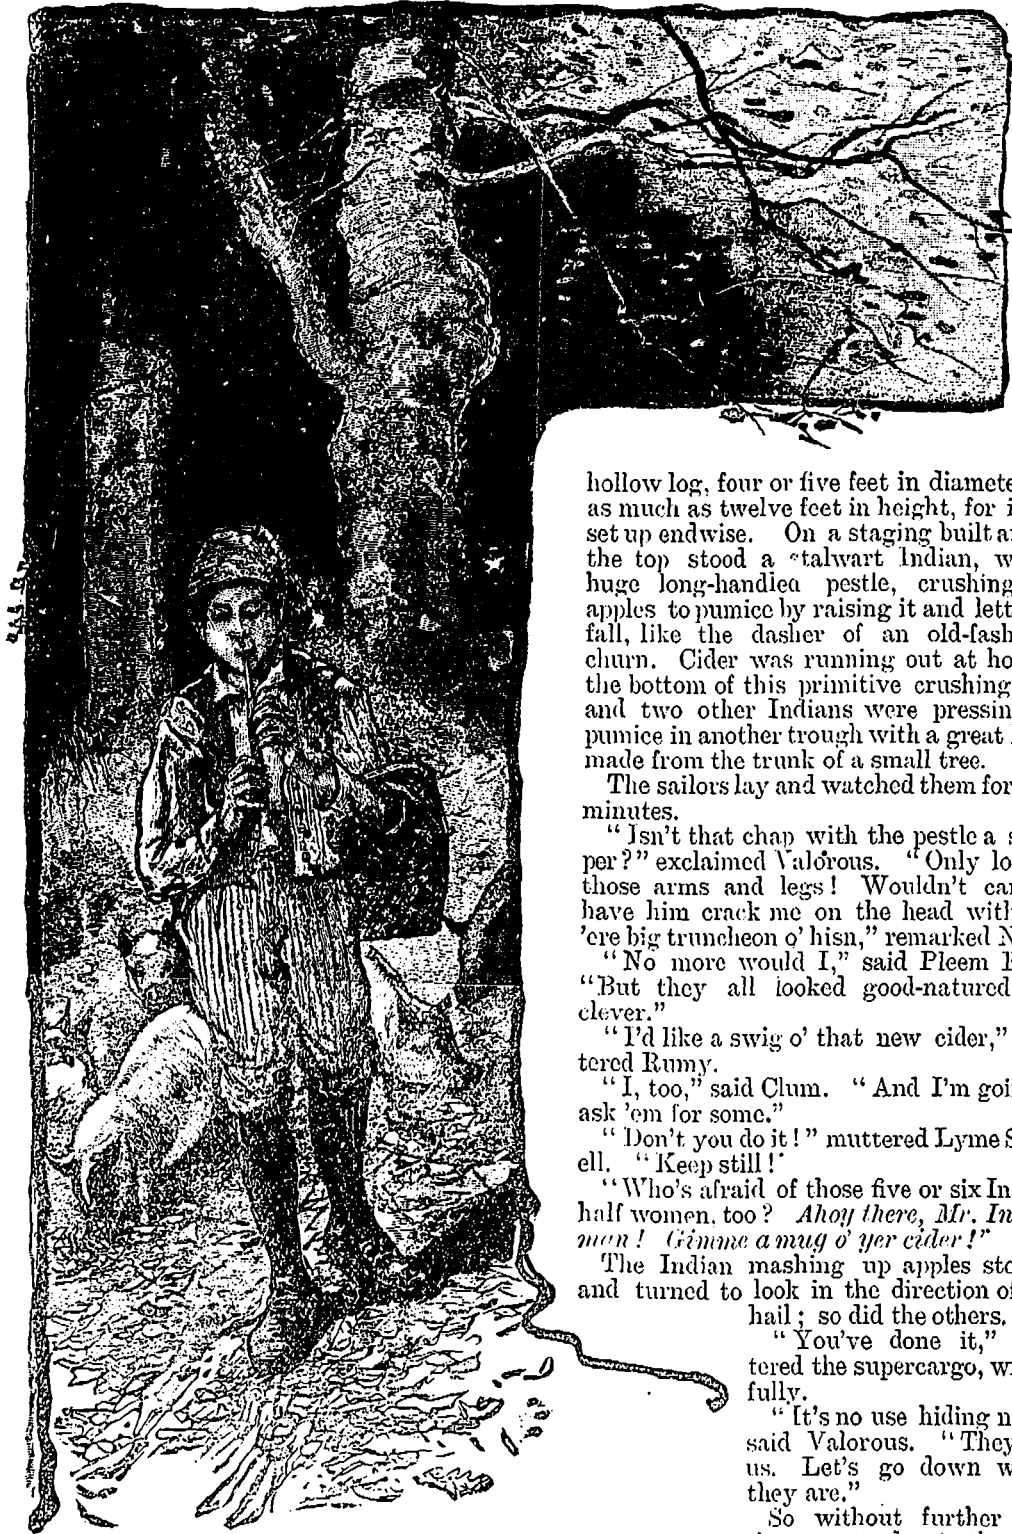 hollow log, four or five feet in diamete
as much as twelve feet in height, for i
set up endwise. On a staging built a
the top stood a stalwart Indian, w
huge long-handled pestle, crushing
apples to pumice by raising it and lett
fall, like the dasher of an old-fash
churn. Cider was running out at ho
the bottom of this primitive crushing
and two other Indians were pressin
pumice in another trough with a great
made from the trunk of a small tree.
The sailors lay and watched them for
minutes.
“Isn't that chap with the pestle a s
per?” exclaimed Valorous. “Only lo
those arms and legs! Wouldn't ca
have him crack me on the head with
'ere big truncheon o' hisn,” remarked N
“No more would I,” said Pleem
“But they all looked good-natured
clever.”
“I'd like a swig o' that new cider,”
tered Rumy.
“I, too,” said Clum. “And I'm goi
ask 'em for some.”
“Don't you do it!” muttered Lyme S
ell. “Keep still!”
“Who's afraid of those five or six In
half women, too? Ahoy there, Mr. In
men! Gimme a mug o' yer cider!”
The Indian mashing up apples sto
and turned to look in the direction of
hail; so did the others.
“You've done it,”
tered the supercargo, w
fully.
“It's no use hiding n
said Valorous. “They
us. Let's go down w
they are.”
So without further